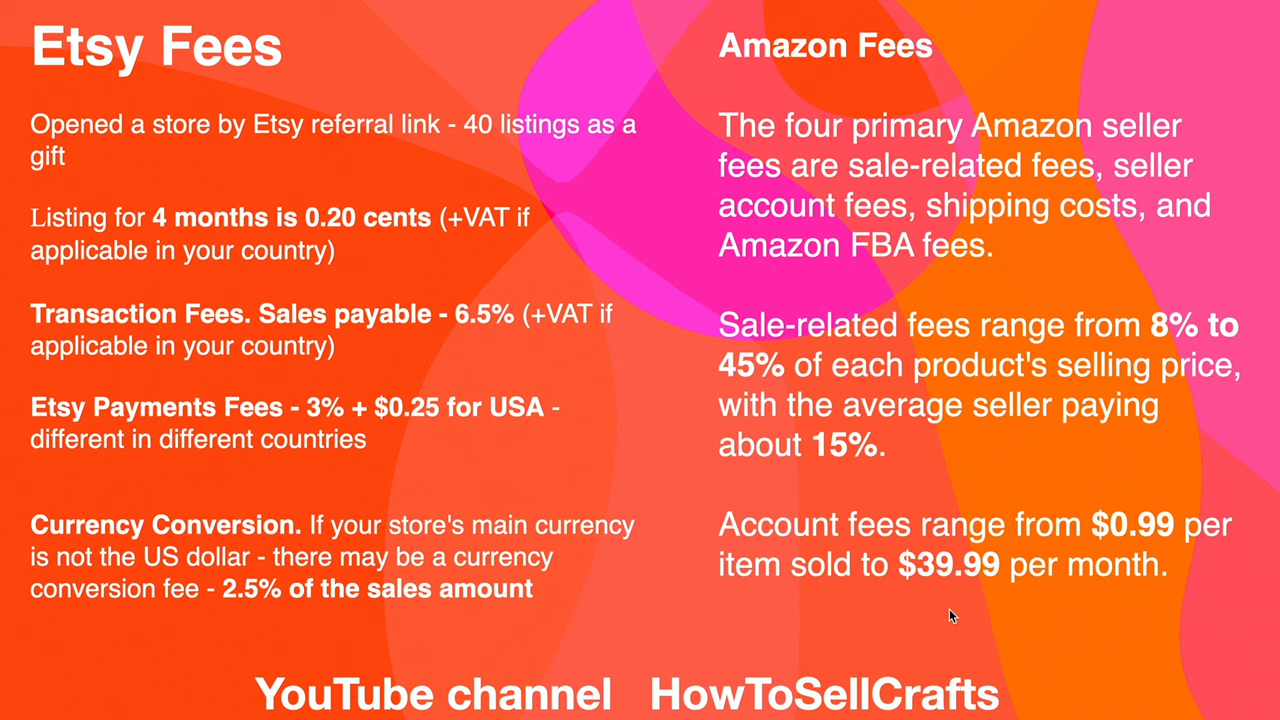 Etsy Fees
Opened a store by Etsy referral link - 40 listings as a
gift
Listing for 4 months is 0.20 cents (+VAT if
applicable in your country)
Transaction Fees. Sales payable - 6.5% (+VAT if
applicable in your country)
Etsy Payments Fees - 3% + $0.25 for USA -
different in different countries
Currency Conversion. If your store's main currency
is not the US dollar - there may be a currency
conversion fee - 2.5% of the sales amount
Amazon Fees
The four primary Amazon seller
fees are sale-related fees, seller
account fees, shipping costs, and
Amazon FBA fees.
Sale-related fees range from 8% to
45% of each product's selling price,
with the average seller paying
about 15%.
Account fees range from $0.99 per
item sold to $39.99 per month.
YouTube channel HowToSellCrafts